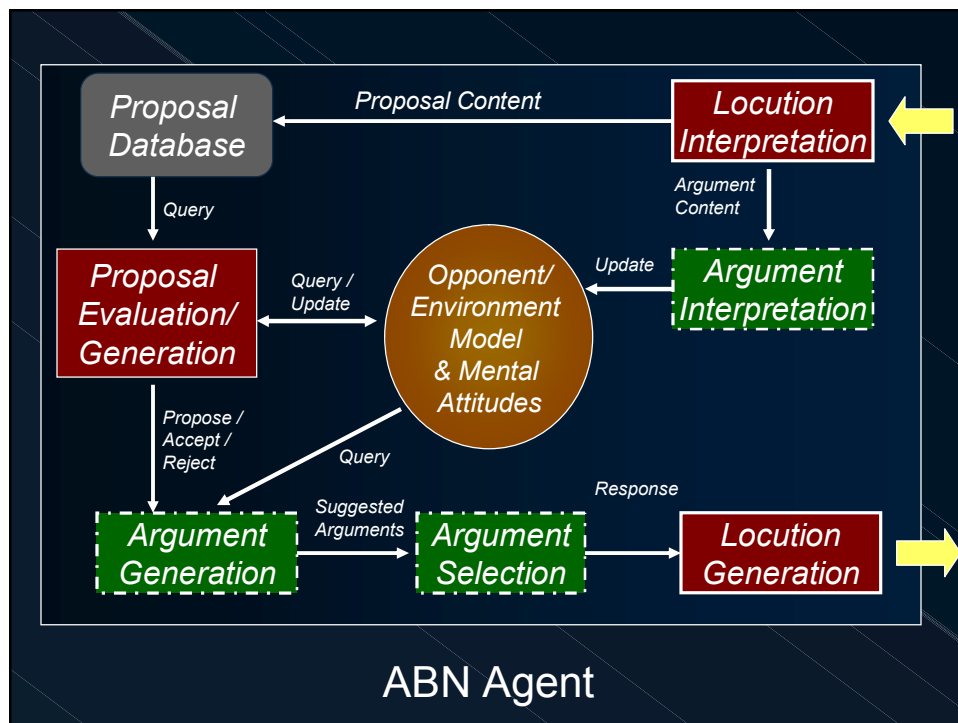 Proposal
Database
Proposal Content
Locution
Interpretation
Query
Argument
Content
Proposal
Evaluation/
Generation
Query /
Update
Opponent/
Environment
Model
& Mental
Attitudes
Update
Argument
Interpretation
Propose /
Accept /
Reject
Query
Argument
Generation
Suggested
Arguments
Argument
Selection
Response
Locution
Generation
ABN Agent